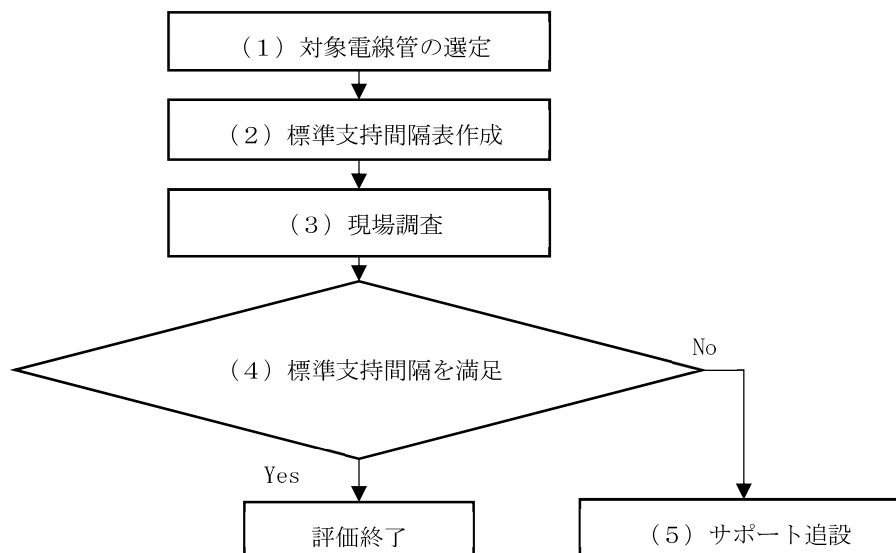 （１）対象電線管の選定
（２）標準支持間隔表作成
（３）現場調査
（４）標準支持間隔を満足
No
Yes
評価終了
（５）サポート追設